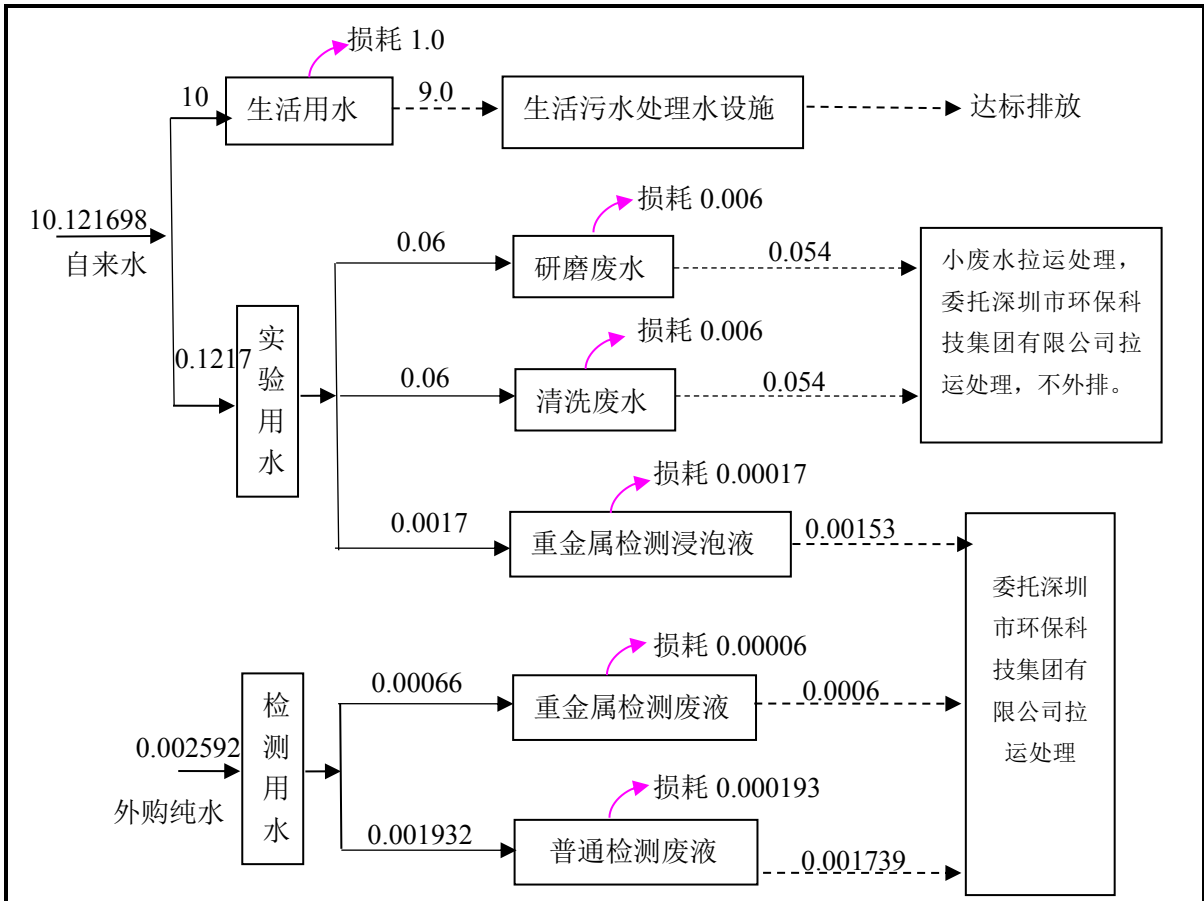 损耗 1.0
10
生活用水
9.0
生活污水处理水设施
达标排放
10.121698
自来水
0.1217
实
验
用
水
0.06
损耗 0.006
研磨废水
0.054
0.06
损耗 0.006
清洗废水
0.054
小废水拉运处理，
委托深圳市环保科
技集团有限公司拉
运处理，不外排。
0.0017
损耗 0.00017
重金属检测浸泡液
0.00153
0.002592
外购纯水
检
测
用
水
0.00066
损耗 0.00006
重金属检测废液
0.0006
0.001932
损耗 0.000193
普通检测废液
0.001739
委托深圳
市环保科
技集团有
限公司拉
运处理